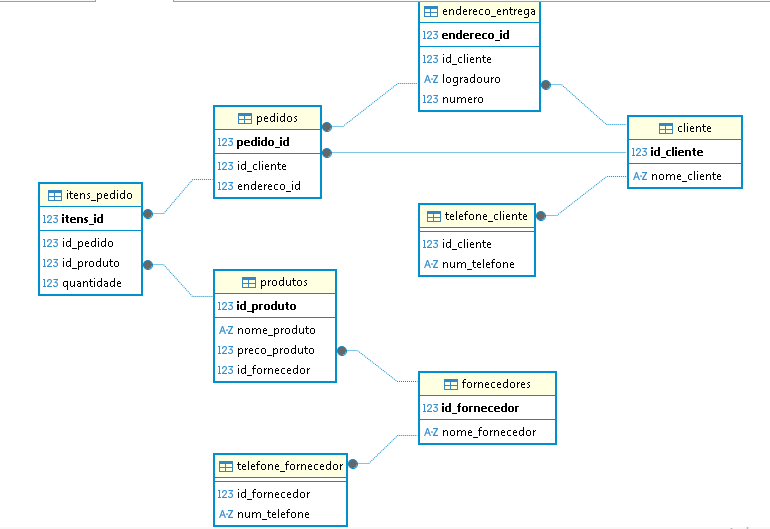 endereco_entrega
123 endereco_id
123 id_cliente
A-Z logradouro
123 numero
pedidos
123 pedido_id
123 id_cliente
123 endereco_id
cliente
123 id_cliente
A-Z nome_cliente
itens_pedido
123 itens_id
123 id_pedido
123 id_produto
123 quantidade
telefone_cliente
123 id_cliente
A-Z num_telefone
produtos
123 id_produto
A-Z nome_produto
123 preco_produto
123 id_fornecedor
fornecedores
123 id_fornecedor
A-Z nome_fornecedor
telefone_fornecedor
123 id_fornecedor
A-Z num_telefone